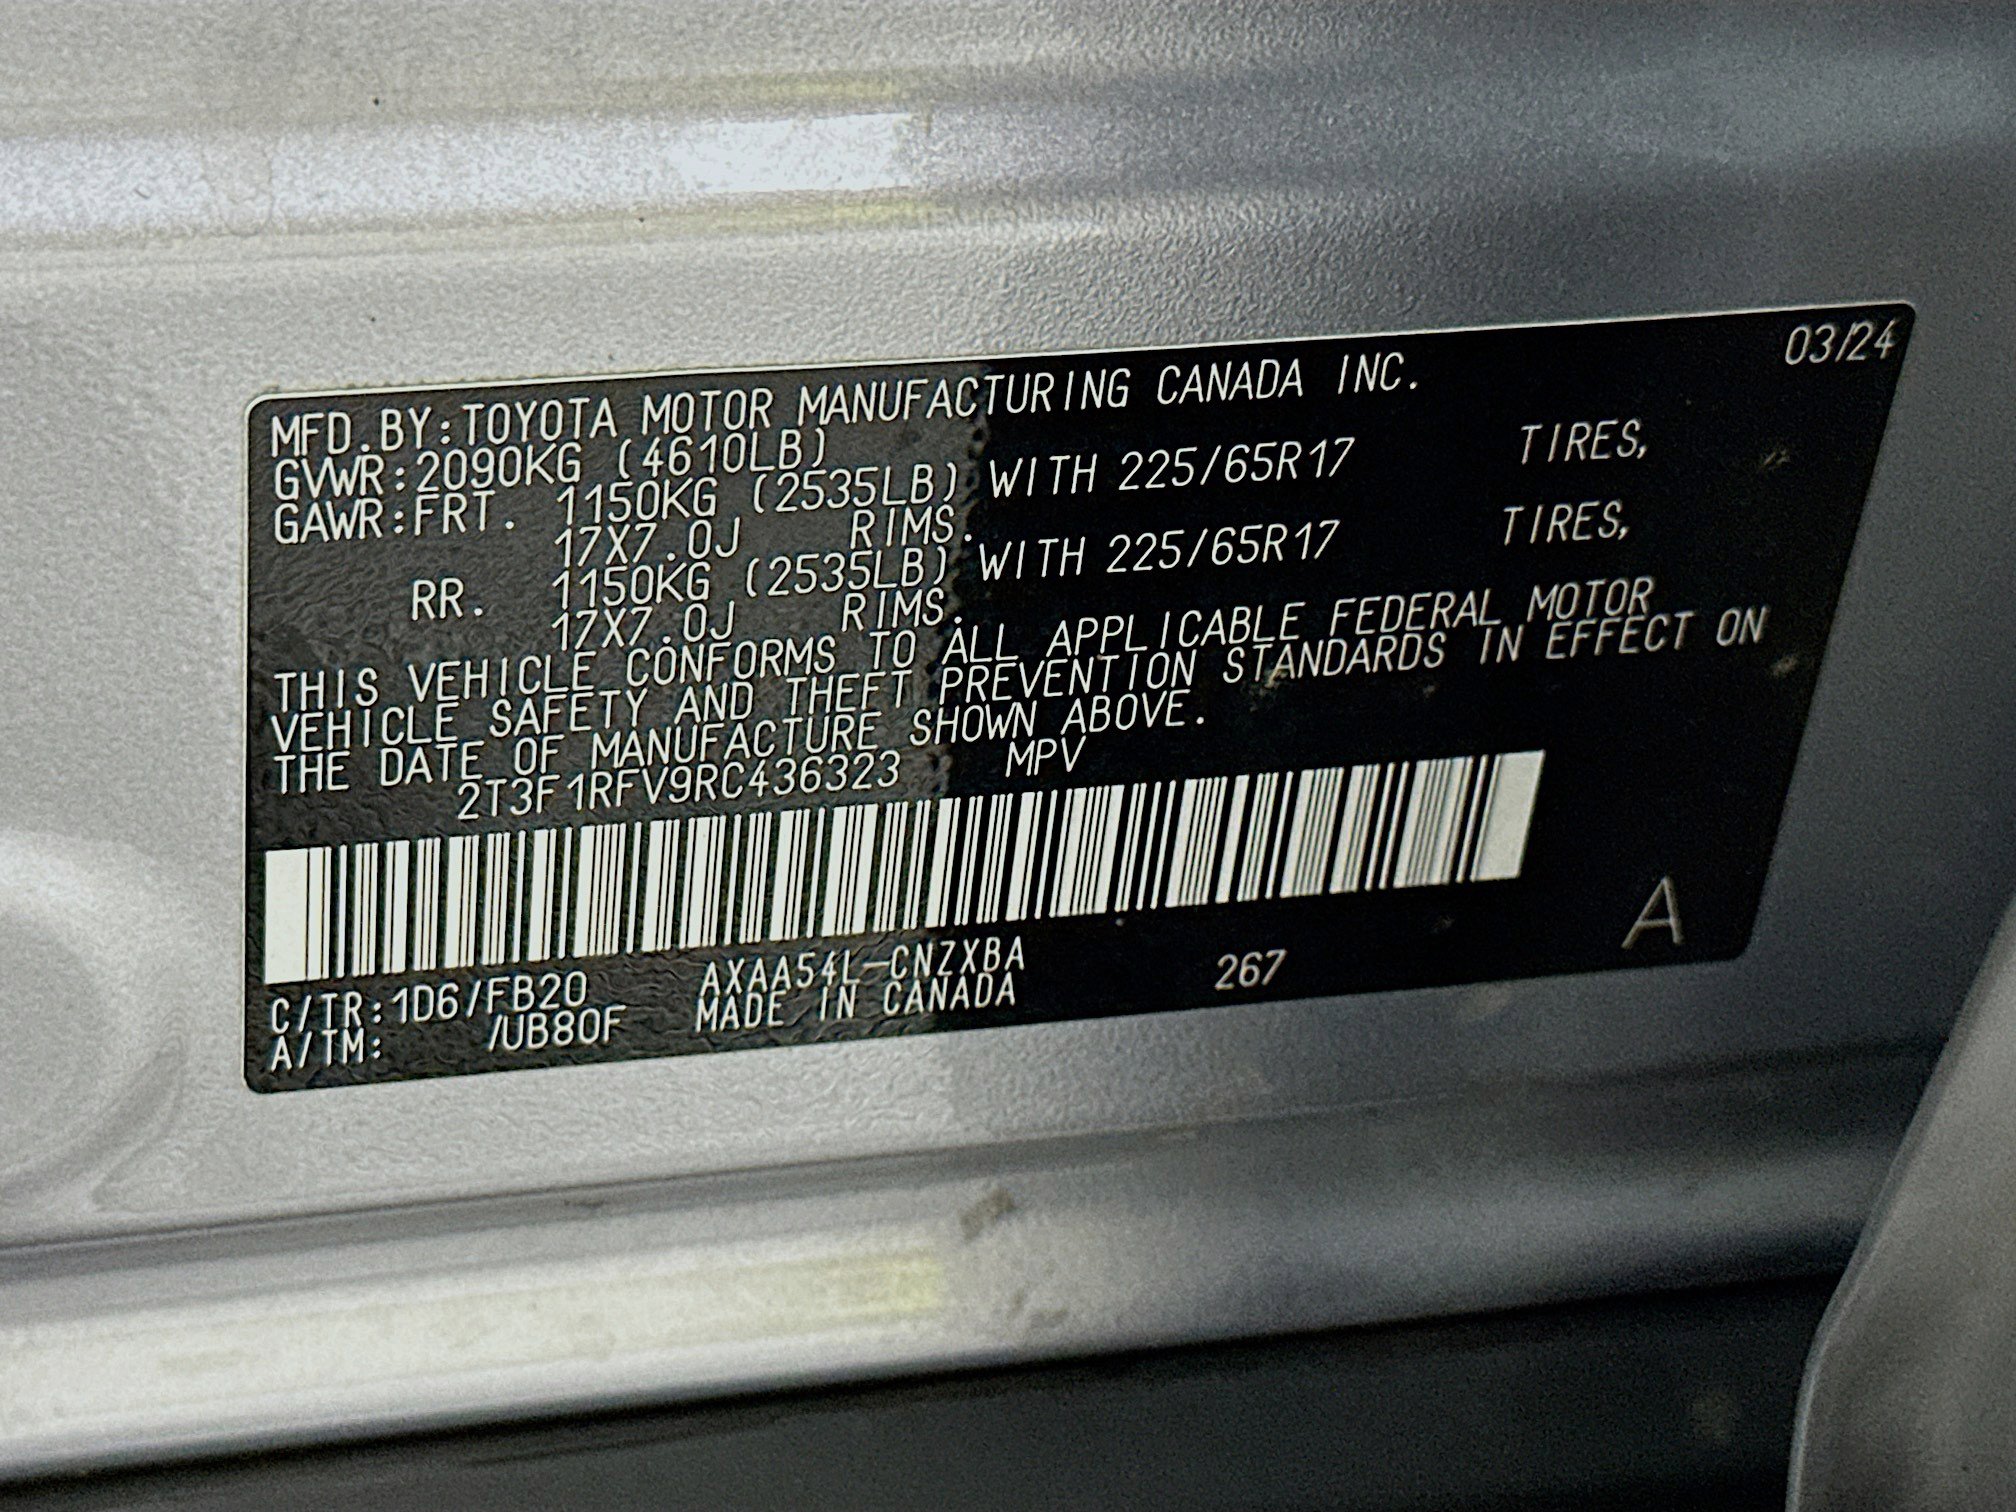 03/24
MFD.BY:TOYOTA MOTOR MANUFACTURING CANADA INC.
GVWR:2090KG (4610LB)
GAWR:FRT. 1150KG (2535LB) WITH 225/65R17 TIRES,
17X7.0J RIMS.
RR. 1150KG (2535LB) WITH 225/65R17 TIRES,
17X7.0J RIMS.
THIS VEHICLE CONFORMS TO ALL APPLICABLE FEDERAL MOTOR
VEHICLE SAFETY AND THEFT PREVENTION STANDARDS IN EFFECT ON
THE DATE OF MANUFACTURE SHOWN ABOVE.
2T3F1RFV9RC436323 MPV
C/TR:1D6/FB20 AXAA54L-CNZXBA 267 A
A/TM: /UB80F MADE IN CANADA